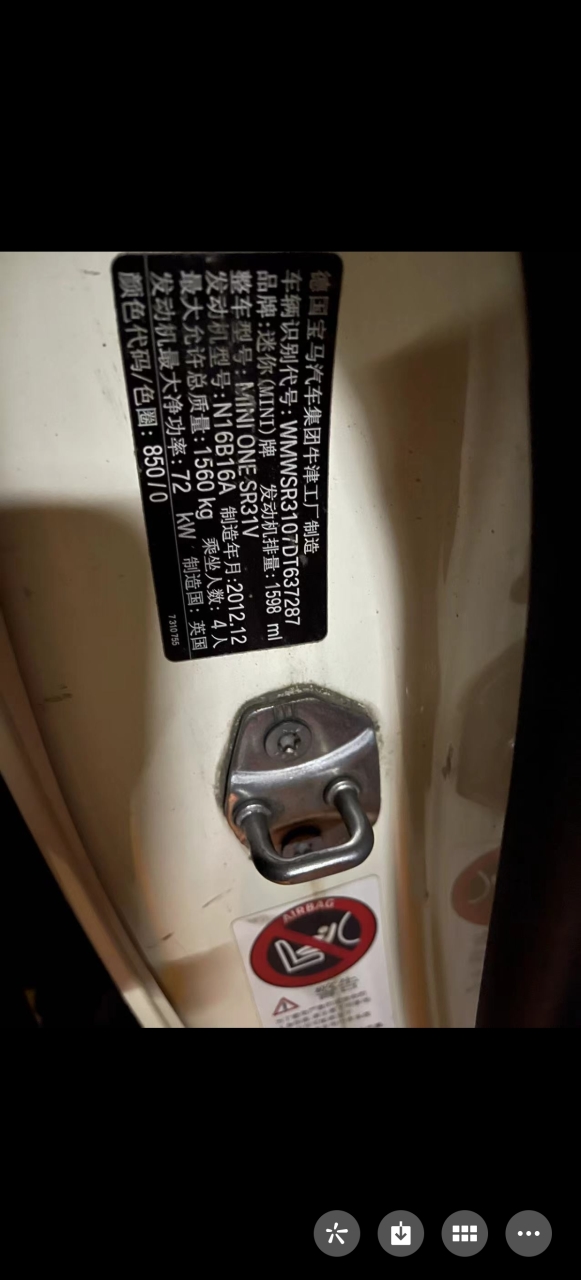 德国宝马汽车集团牛津工厂制造
车辆识别代号: WMWSR3107DT637287
品牌:迷你(MINI)牌 发动机排量: 1598 ml
整车型号: MINI ONE SR31V
发动机型号: N16B16A 制造年月:2012.12
最大允许总质量:1560 kg 乘坐人数: 4人
发动机最大净功率: 72 kW 制造国: 英国
颜色代码/色圈: 850/0
7310755
AIRBAG
警告